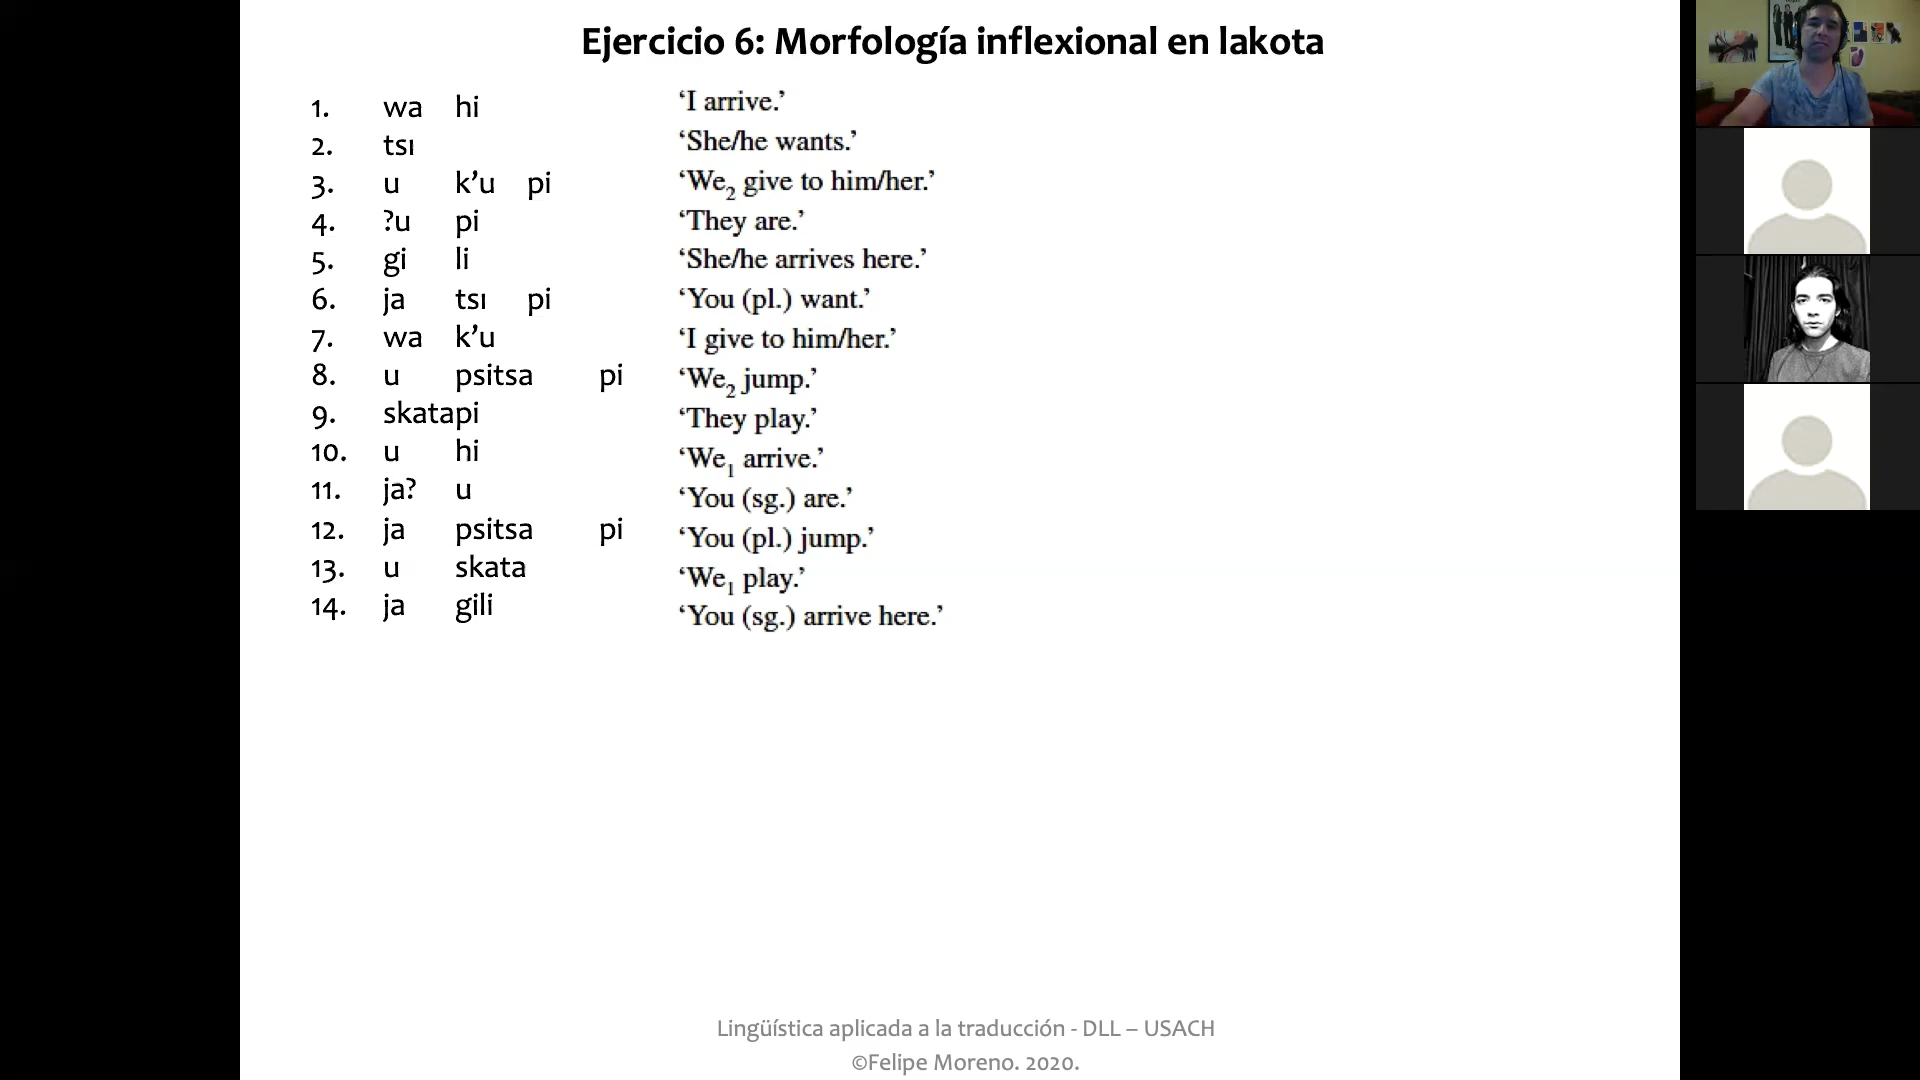 Ejercicio 6: Morfología inflexional en lakota
1. wa hi ‘I arrive.’
2. tsı ‘She/he wants.’
3. u k’u pi ‘We₂ give to him/her.’
4. ?u pi ‘They are.’
5. gi li ‘She/he arrives here.’
6. ja tsı pi ‘You (pl.) want.’
7. wa k’u ‘I give to him/her.’
8. u psitsa pi ‘We₂ jump.’
9. skatapi ‘They play.’
10. u hi ‘We₁ arrive.’
11. ja? u ‘You (sg.) are.’
12. ja psitsa pi ‘You (pl.) jump.’
13. u skata ‘We₁ play.’
14. ja gili ‘You (sg.) arrive here.’
Lingüística aplicada a la traducción - DLL – USACH
©Felipe Moreno. 2020.